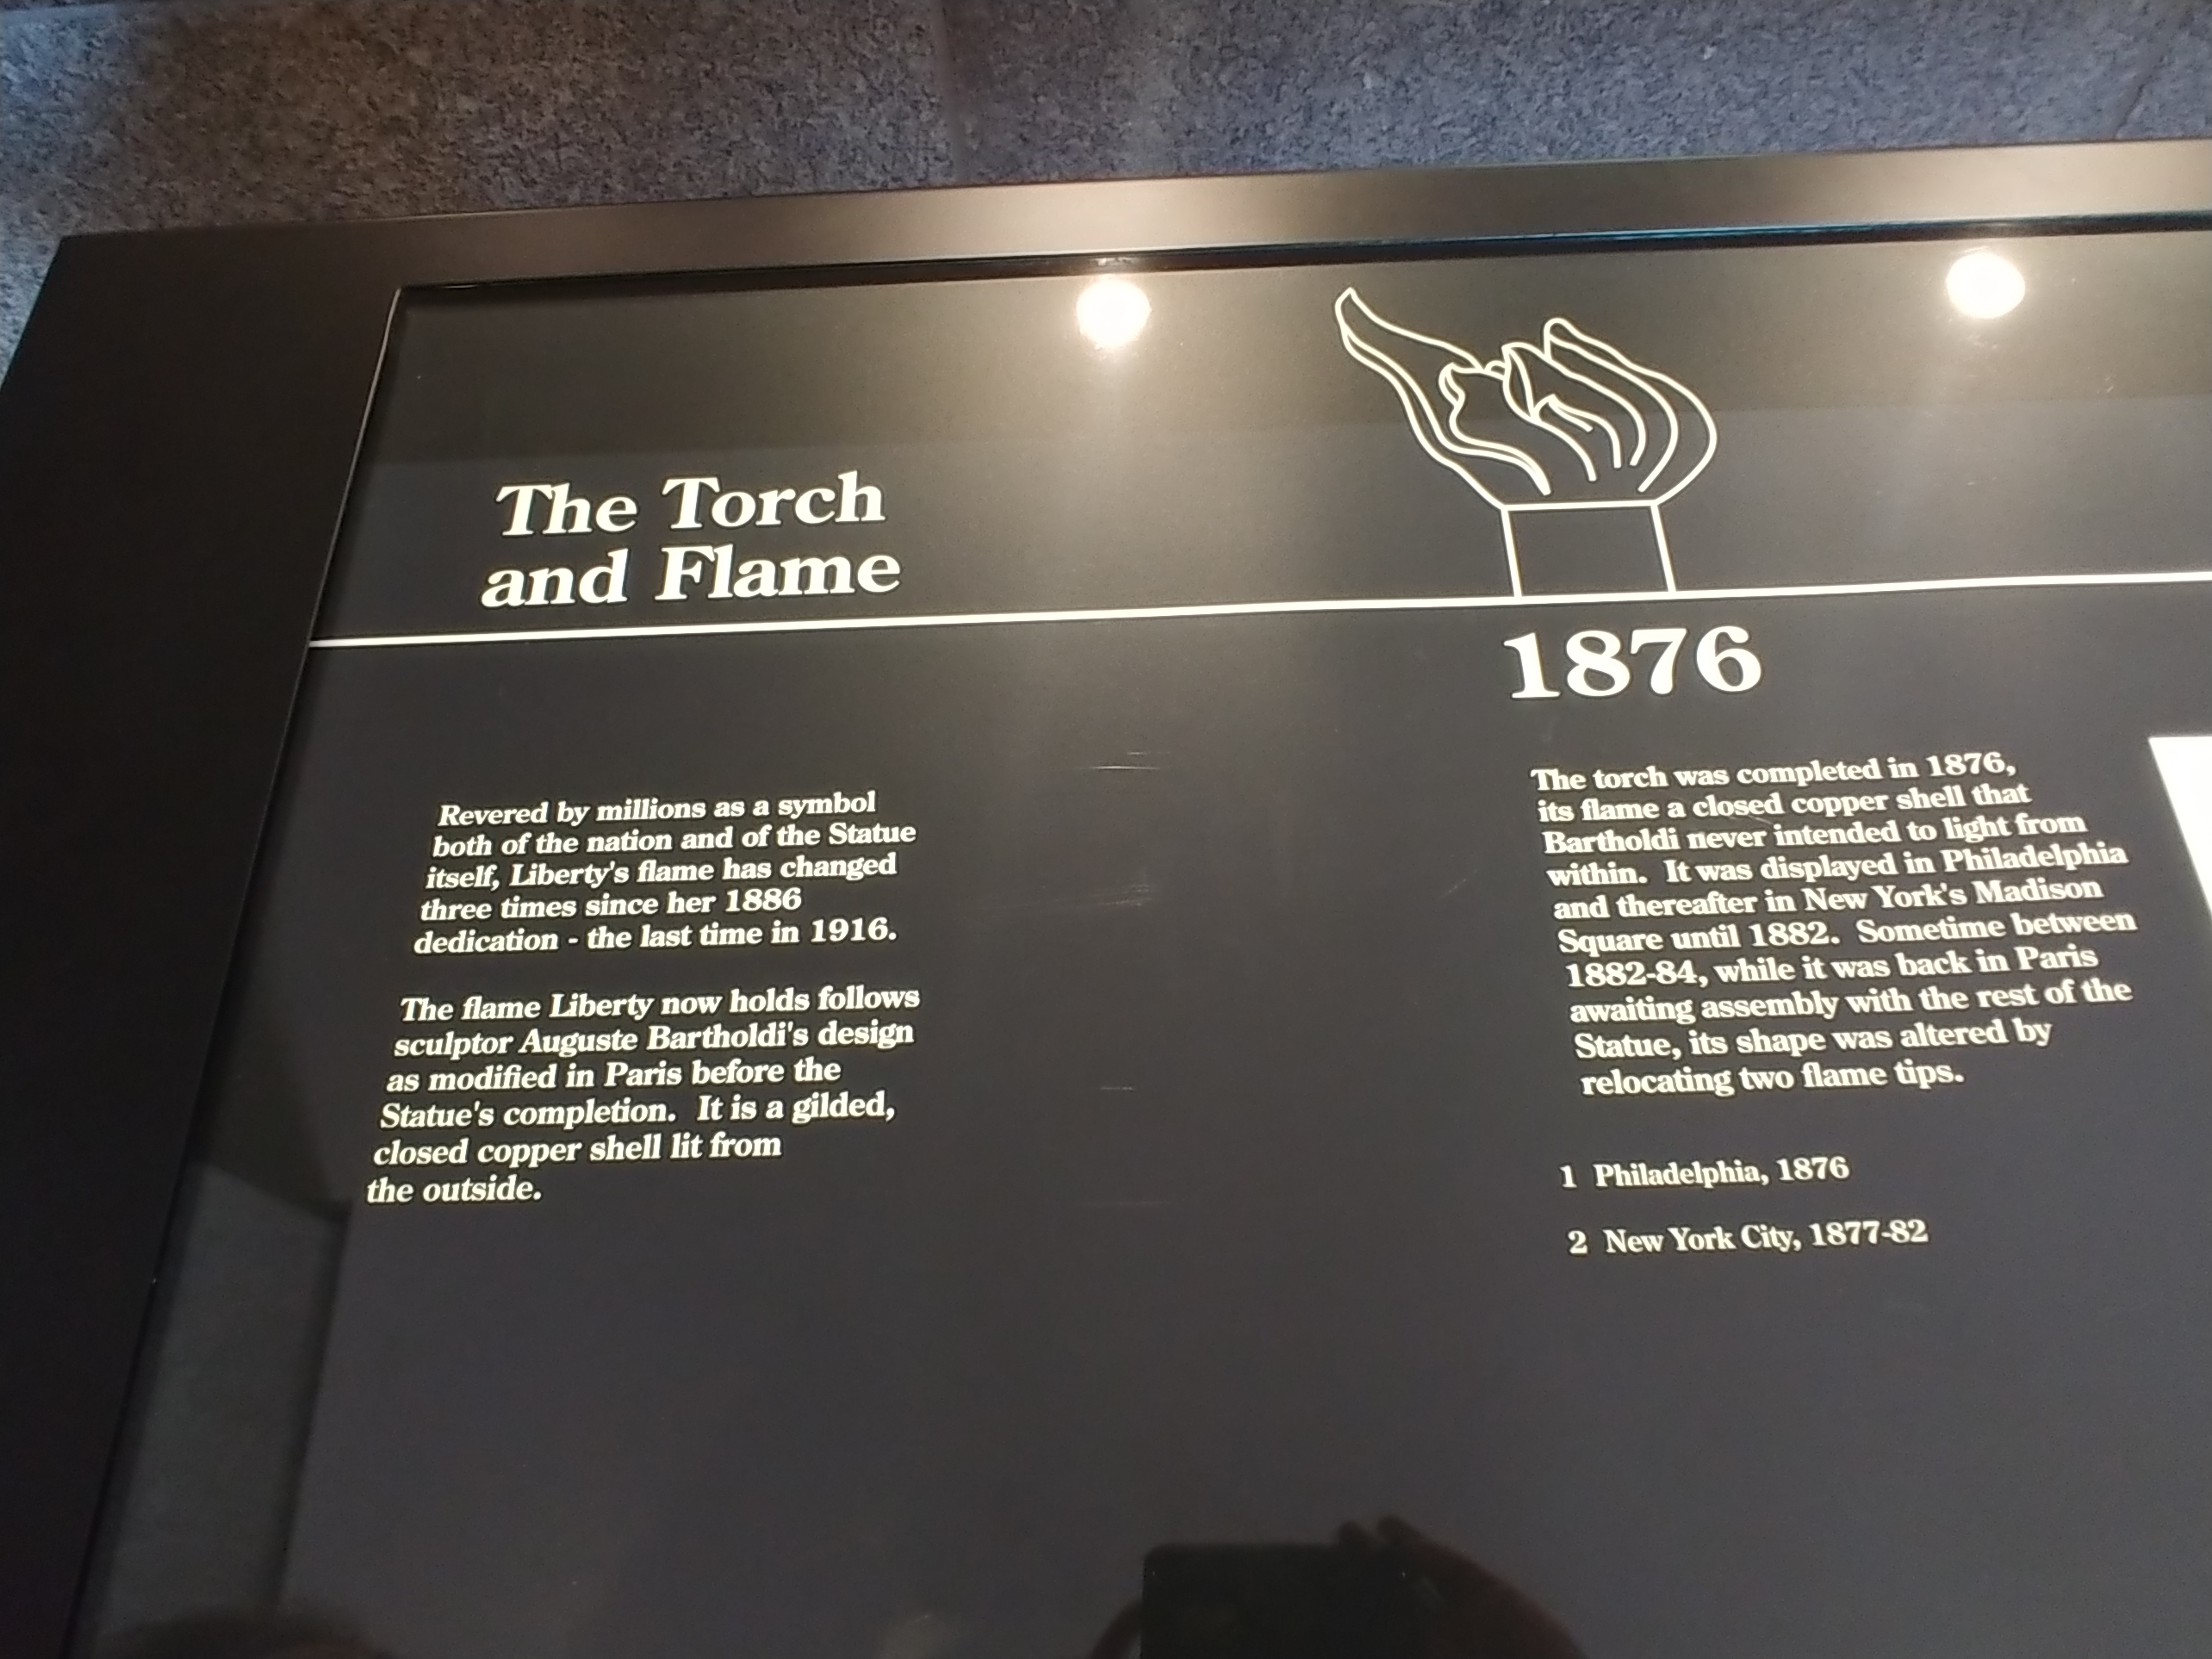 The Torch
and Flame
Revered by millions as a symbol
both of the nation and of the Statue
itself, Liberty's flame has changed
three times since her 1886
dedication - the last time in 1916.
The flame Liberty now holds follows
sculptor Auguste Bartholdi's design
as modified in Paris before the
Statue's completion. It is a gilded,
closed copper shell lit from
the outside.
1876
The torch was completed in 1876,
its flame a closed copper shell that
Bartholdi never intended to light from
within. It was displayed in Philadelphia
and thereafter in New York's Madison
Square until 1882. Sometime between
1882-84, while it was back in Paris
awaiting assembly with the rest of the
Statue, its shape was altered by
relocating two flame tips.
1 Philadelphia, 1876
2 New York City, 1877-82